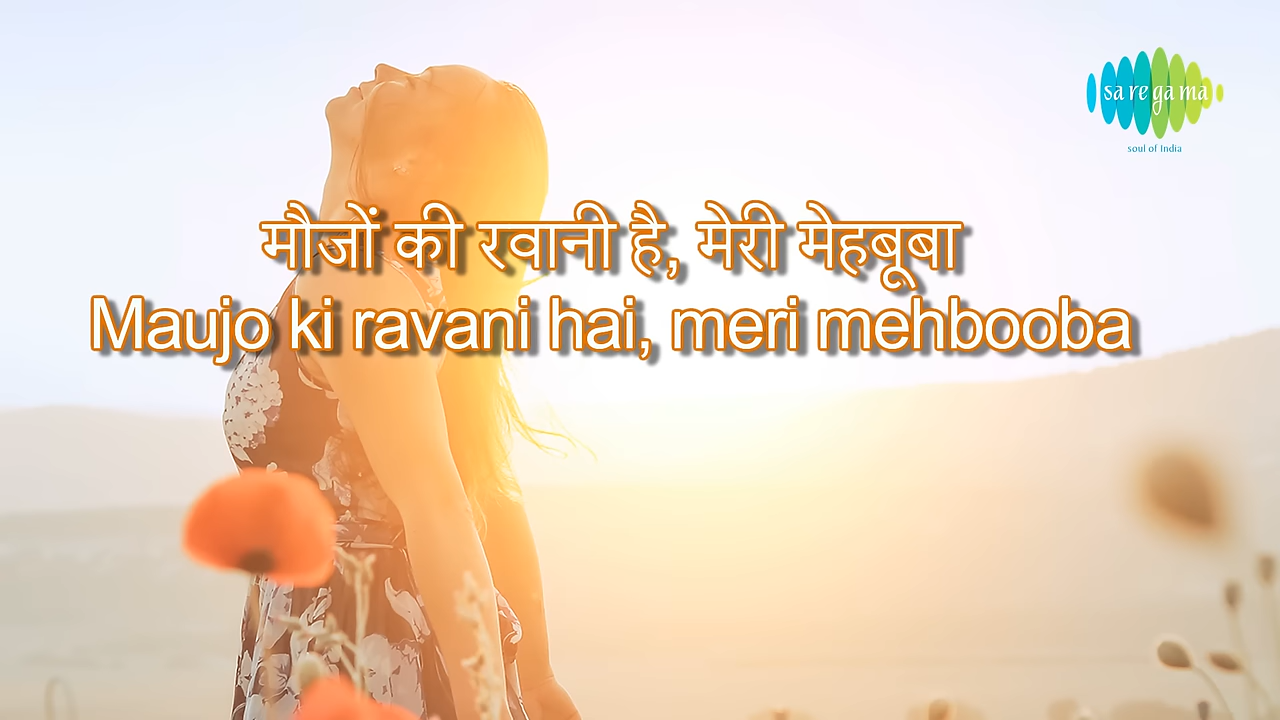 sa re ga ma
soul of India
मौजों की रवानी है, मेरी मेहबूबा
Maujo ki ravani hai, meri mehbooba